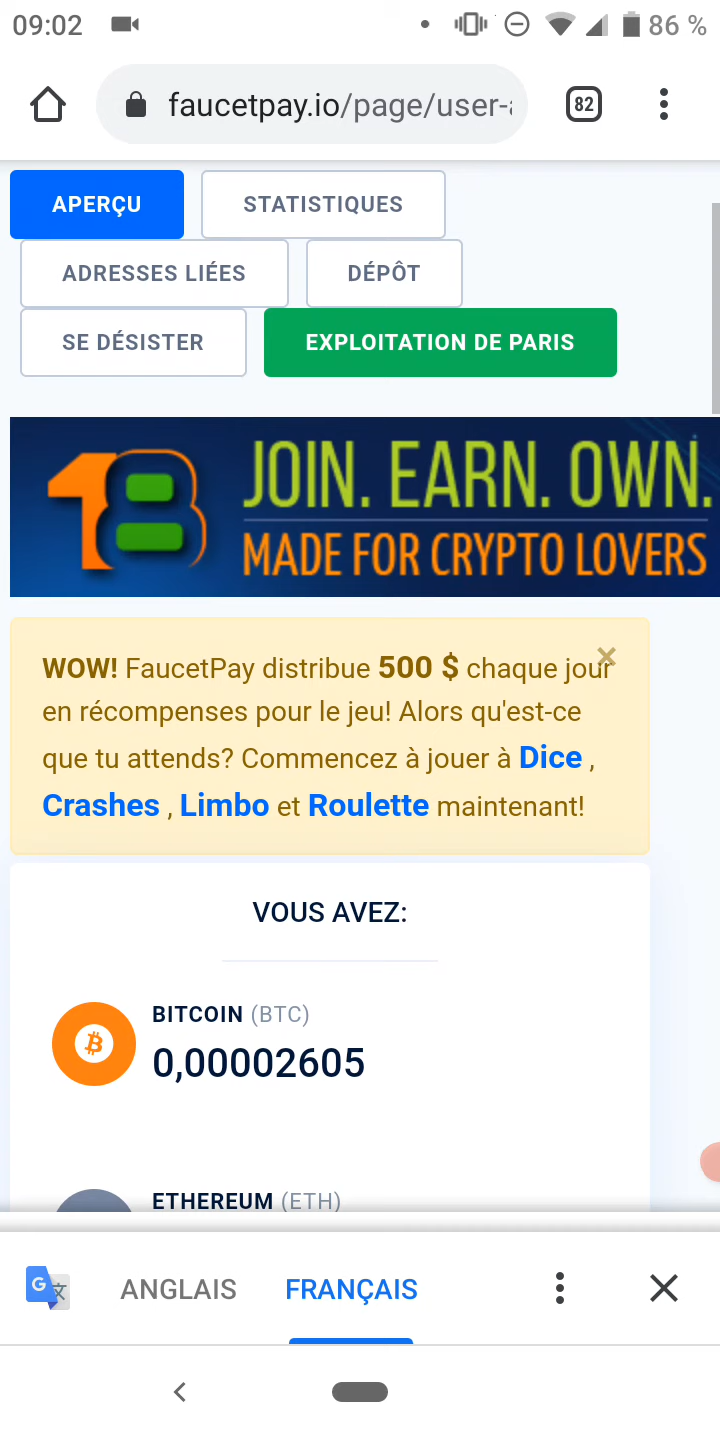 09:02
86 %
faucetpay.io/page/user-
82
APERÇU
STATISTIQUES
ADRESSES LIÉES
DÉPÔT
SE DÉSISTER
EXPLOITATION DE PARIS
18
JOIN. EARN. OWN.
MADE FOR CRYPTO LOVERS
WOW! FaucetPay distribue 500 $ chaque jour
en récompenses pour le jeu! Alors qu'est-ce
que tu attends? Commencez à jouer à Dice ,
Crashes , Limbo et Roulette maintenant!
VOUS AVEZ:
BITCOIN (BTC)
0,00002605
ETHEREUM (ETH)
ANGLAIS
FRANÇAIS